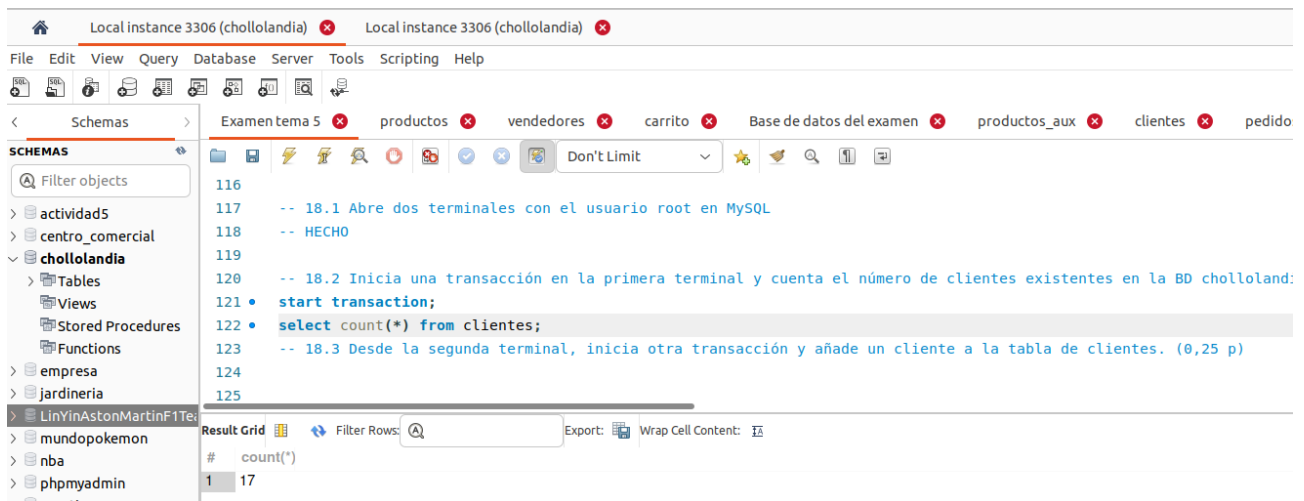 Local instance 3306 (chollolandia) Local instance 3306 (chollolandia)
File Edit View Query Database Server Tools Scripting Help
Schemas Examen tema 5 productos vendedores carrito Base de datos del examen productos_aux clientes pedido
SCHEMAS Don't Limit
Filter objects
116
actividad5 117 -- 18.1 Abre dos terminales con el usuario root en MySQL
centro_comercial 118 -- HECHO
chollolandia 119
Tables 120 -- 18.2 Inicia una transacción en la primera terminal y cuenta el número de clientes existentes en la BD chollolandi
Views 121 start transaction;
Stored Procedures 122 select count(*) from clientes;
Functions 123 -- 18.3 Desde la segunda terminal, inicia otra transacción y añade un cliente a la tabla de clientes. (0,25 p)
empresa 124
jardineria 125
LinYinAstonMartinF1Tea
mundopokemon Result Grid Filter Rows: Export: Wrap Cell Content:
nba # count(*)
phpmyadmin 1 17